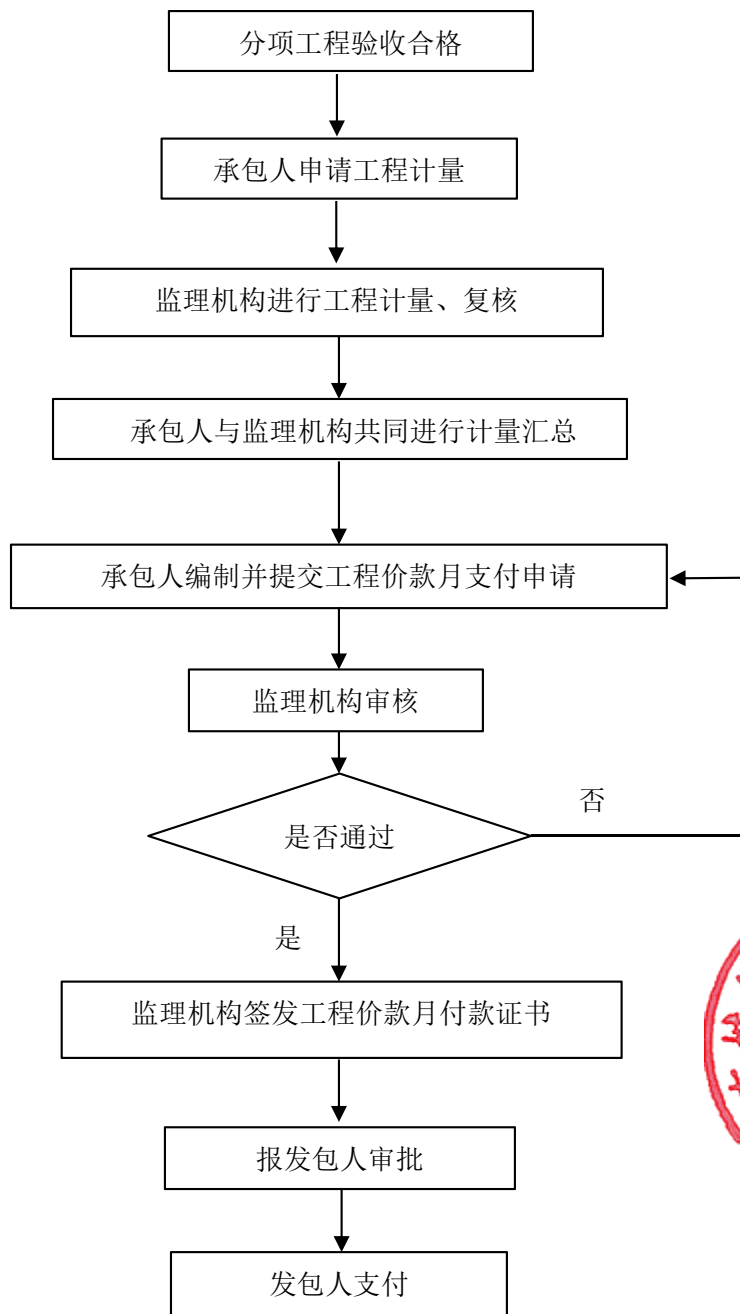 分项工程验收合格
承包人申请工程计量
监理机构进行工程计量、复核
承包人与监理机构共同进行计量汇总
承包人编制并提交工程价款月支付申请
监理机构审核
是否通过
否
是
监理机构签发工程价款月付款证书
报发包人审批
发包人支付